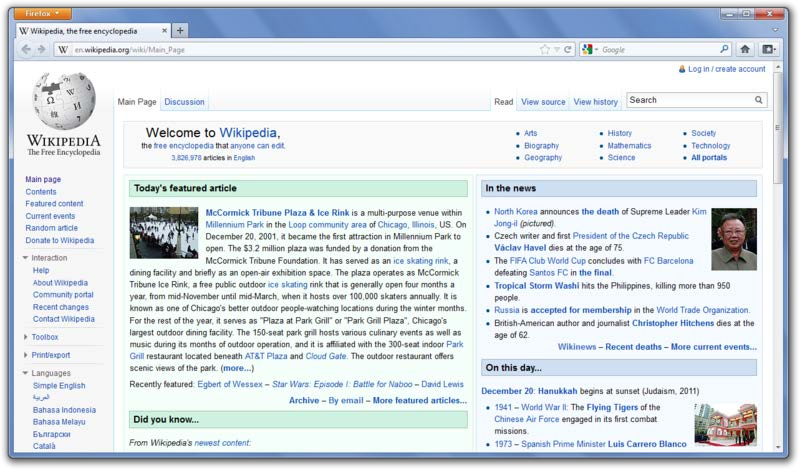 Firefox
Wikipedia, the free encyclopedia
en.wikipedia.org/wiki/Main_Page
Google
Log in / create account
Main Page
Discussion
Read
View source
View history
Search
WIKIPEDIA
The Free Encyclopedia
Main page
Contents
Featured content
Current events
Random article
Donate to Wikipedia
Interaction
Help
About Wikipedia
Community portal
Recent changes
Contact Wikipedia
Toolbox
Print/export
Languages
Simple English
العربية
Bahasa Indonesia
Bahasa Melayu
Български
Català
Welcome to Wikipedia,
the free encyclopedia that anyone can edit.
3,826,978 articles in English
Arts
Biography
Geography
History
Mathematics
Science
Society
Technology
All portals
Today's featured article
McCormick Tribune Plaza & Ice Rink is a multi-purpose venue within
Millennium Park in the Loop community area of Chicago, Illinois, US. On
December 20, 2001, it became the first attraction in Millennium Park to
open. The $3.2 million plaza was funded by a donation from the
McCormick Tribune Foundation. It has served as an ice skating rink, a
dining facility and briefly as an open-air exhibition space. The plaza operates as McCormick
Tribune Ice Rink, a free public outdoor ice skating rink that is generally open four months a
year, from mid-November until mid-March, when it hosts over 100,000 skaters annually. It is
known as one of Chicago's better outdoor people-watching locations during the winter months.
For the rest of the year, it serves as "Plaza at Park Grill" or "Park Grill Plaza", Chicago's
largest outdoor dining facility. The 150-seat park grill hosts various culinary events as well as
music during its months of outdoor operation, and it is affiliated with the 300-seat indoor Park
Grill restaurant located beneath AT&T Plaza and Cloud Gate. The outdoor restaurant offers
scenic views of the park. (more...)
Recently featured: Egbert of Wessex – Star Wars: Episode I: Battle for Naboo – David Lewis
Archive – By email – More featured articles...
Did you know...
From Wikipedia's newest content:
In the news
North Korea announces the death of Supreme Leader Kim
Jong-il (pictured).
Czech writer and first President of the Czech Republic
Václav Havel dies at the age of 75.
The FIFA Club World Cup concludes with FC Barcelona
defeating Santos FC in the final.
Tropical Storm Washi hits the Philippines, killing more than 950
people.
Russia is accepted for membership in the World Trade Organization.
British-American author and journalist Christopher Hitchens dies at the
age of 62.
Wikinews – Recent deaths – More current events...
On this day...
December 20: Hanukkah begins at sunset (Judaism, 2011)
1941 – World War II: The Flying Tigers of the
Chinese Air Force engaged in its first combat
missions.
1973 – Spanish Prime Minister Luis Carrero Blanco